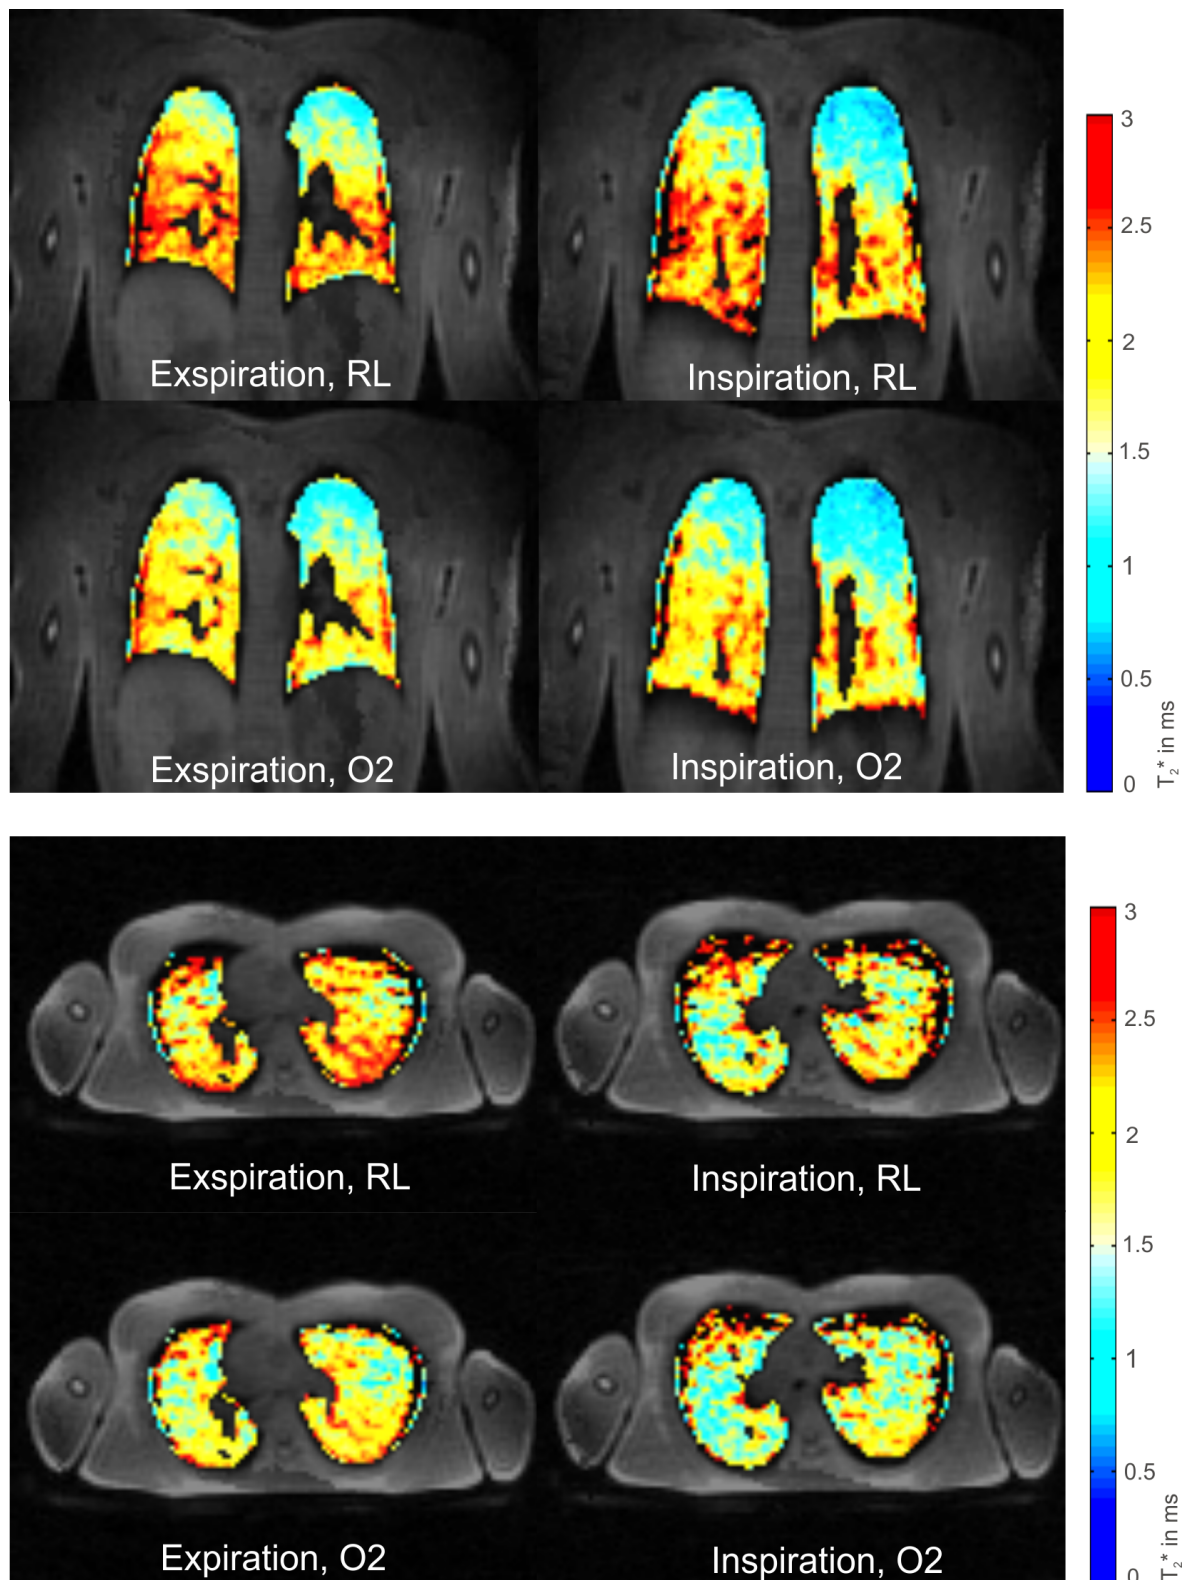 3
2.5
2
1.5
1
0.5
0
T2* in ms
Exspiration, RL
Inspiration, RL
Exspiration, O2
Inspiration, O2
3
2.5
2
1.5
1
0.5
0
T2* in ms
Exspiration, RL
Inspiration, RL
Expiration, O2
Inspiration, O2